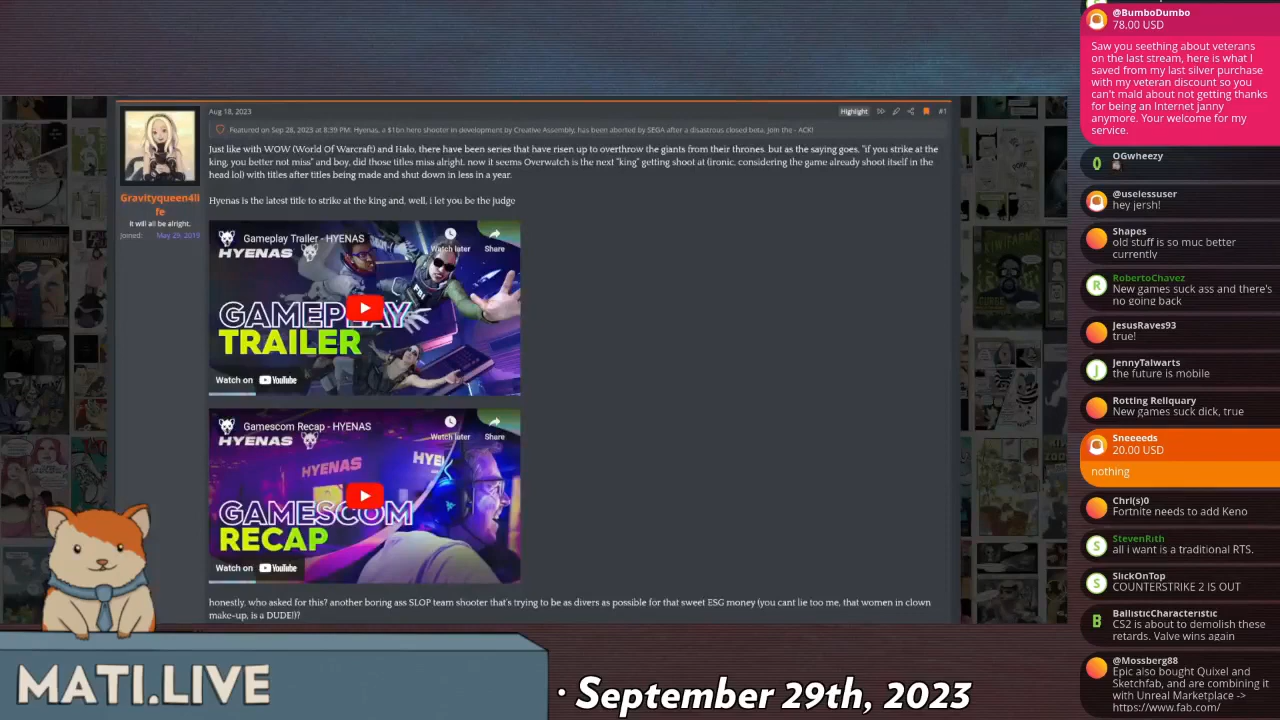 Aug 18, 2023
Highlight
#1
Featured on Sep 28, 2023 at 8:39 PM: Hyenas, a $1bn hero shooter in development by Creative Assembly, has been aborted by SEGA after a disastrous closed beta. Join the - ACK!
Gravityqueen4li
fe
it will all be alright.
Joined: May 29, 2019
Just like with WOW (World Of Warcraft) and Halo, there have been series that have risen up to overthrow the giants from their thrones. but as the saying goes, "if you strike at the
king, you better not miss" and boy, did those titles miss alright, now it seems Overwatch is the next "king" getting shoot at (ironic, considering the game already shoot itself in the
head lol) with titles after titles being made and shut down in less in a year.
Hyenas is the latest title to strike at the king and, well, i let you be the judge
Gameplay Trailer - HYENAS
Watch later
Share
HYENAS
FBI
GAMEPLAY
TRAILER
Watch on YouTube
Gamescom Recap - HYENAS
Watch later
Share
HYENAS
HYE
HYENAS
GAMESCOM
RECAP
Watch on YouTube
honestly, who asked for this? another boring ass SLOP team shooter that's trying to be as divers as possible for that sweet ESG money (you cant lie too me, that women in clown
make-up, is a DUDE!)?
MATI.LIVE
· September 29th, 2023
@BumboDumbo
78.00 USD
Saw you seething about veterans
on the last stream, here is what I
saved from my last silver purchase
with my veteran discount so you
can't mald about not getting thanks
for being an Internet janny
anymore. Your welcome for my
service.
OGwheezy
@uselessuser
hey jersh!
Shapes
old stuff is so muc better
currently
R
RobertoChavez
New games suck ass and there's
no going back
JesusRaves93
true!
J
JennyTalwarts
the future is mobile
Rotting Reliquary
New games suck dick, true
Sneeeeds
20.00 USD
nothing
Chri(s)0
Fortnite needs to add Keno
S
StevenRith
all i want is a traditional RTS.
S
SlickOnTop
COUNTERSTRIKE 2 IS OUT
B
BallisticCharacteristic
CS2 is about to demolish these
retards. Valve wins again
@Mossberg88
Epic also bought Quixel and
Sketchfab, and are combining it
with Unreal Marketplace ->
https://www.fab.com/